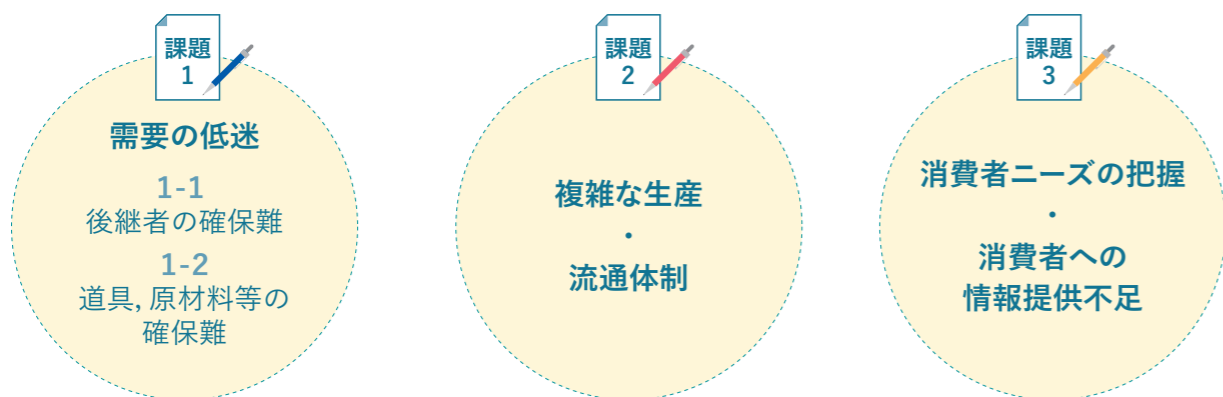 課題
1
需要の低迷
1-1
後継者の確保難
1-2
道具, 原材料等の
確保難
課題
2
複雑な生産
・
流通体制
課題
3
消費者ニーズの把握
・
消費者への
情報提供不足